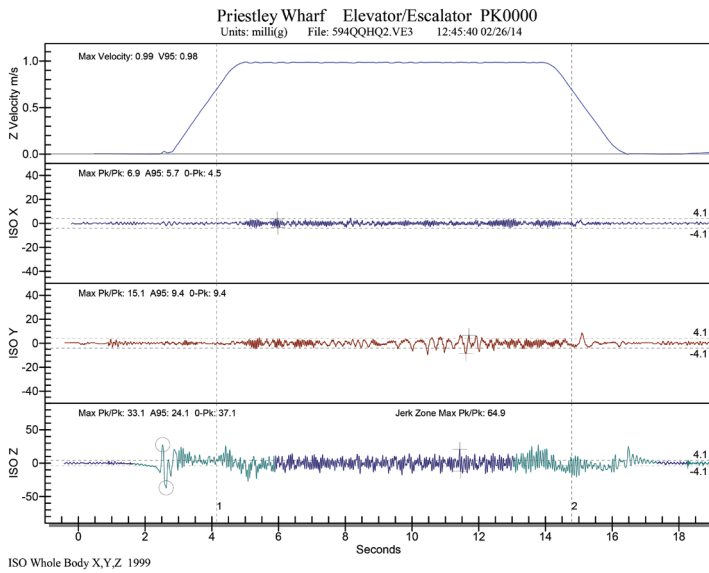 Priestley Wharf Elevator/Escalator PK0000
Units: milli(g) File: 594QQHQ2.VE3 12:45:40 02/26/14
Max Velocity: 0.99 V95: 0.98
Z Velocity m/s
1.0
0.5
0.0
Max Pk/Pk: 6.9 A95: 5.7 0-Pk: 4.5
ISO X
40
20
0
-20
-40
4.1
-4.1
Max Pk/Pk: 15.1 A95: 9.4 0-Pk: 9.4
ISO Y
40
20
0
-20
-40
4.1
-4.1
Max Pk/Pk: 33.1 A95: 24.1 0-Pk: 37.1 Jerk Zone Max Pk/Pk: 64.9
ISO Z
50
0
-50
4.1
-4.1
1 2
0 2 4 6 8 10 12 14 16 18
Seconds
ISO Whole Body X,Y,Z 1999